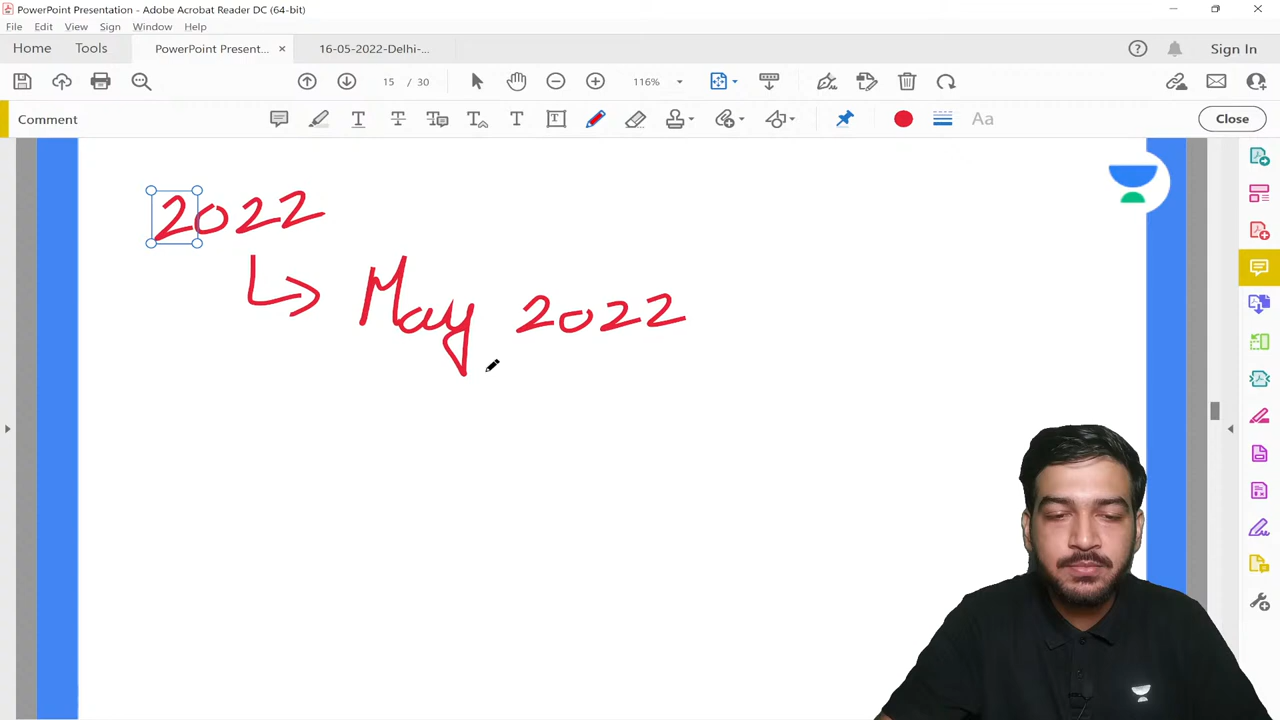 PowerPoint Presentation - Adobe Acrobat Reader DC (64-bit)
File Edit View Sign Window Help
Home Tools PowerPoint Present... × 16-05-2022-Delhi-... Sign In
15 / 30 116%
Comment Aa Close
2022
May 2022